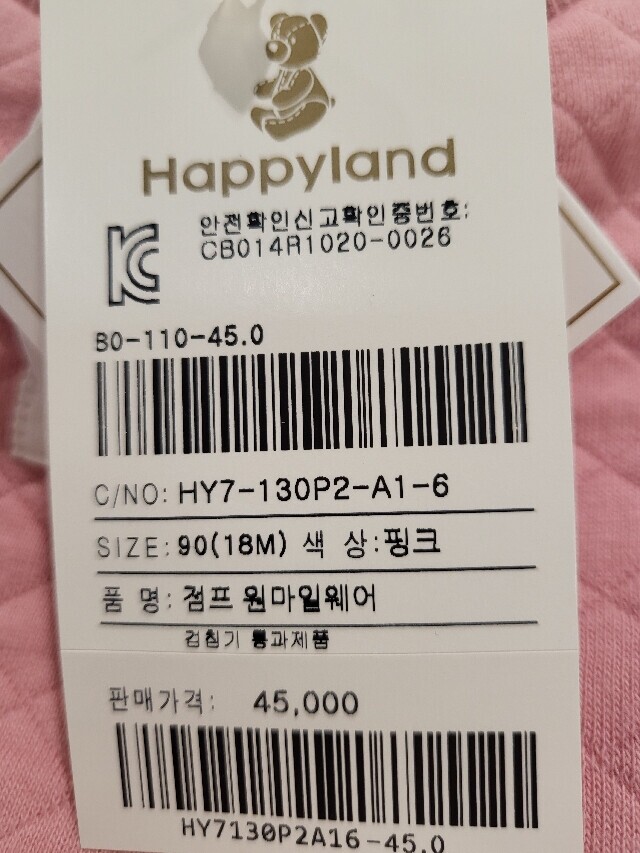 Happyland
안전확인신고확인증번호:
CB014R1020-0026
BO-110-45.0
C/NO: HY7-130P2-A1-6
SIZE: 90(18M) 색 상:핑크
품 명: 점프 원마일웨어
검침기 통과제품
판매가격: 45,000
HY7130P2A16-45.0